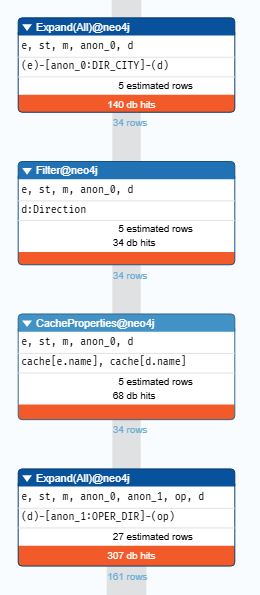 Expand(All)@neo4j
e, st, m, anon_0, d
(e)-[anon_0:DIR_CITY]-(d)
5 estimated rows
140 db hits
34 rows
Filter@neo4j
e, st, m, anon_0, d
d:Direction
5 estimated rows
34 db hits
34 rows
CacheProperties@neo4j
e, st, m, anon_0, d
cache[e.name], cache[d.name]
5 estimated rows
68 db hits
34 rows
Expand(All)@neo4j
e, st, m, anon_0, anon_1, op, d
(d)-[anon_1:OPER_DIR]-(op)
27 estimated rows
307 db hits
161 rows